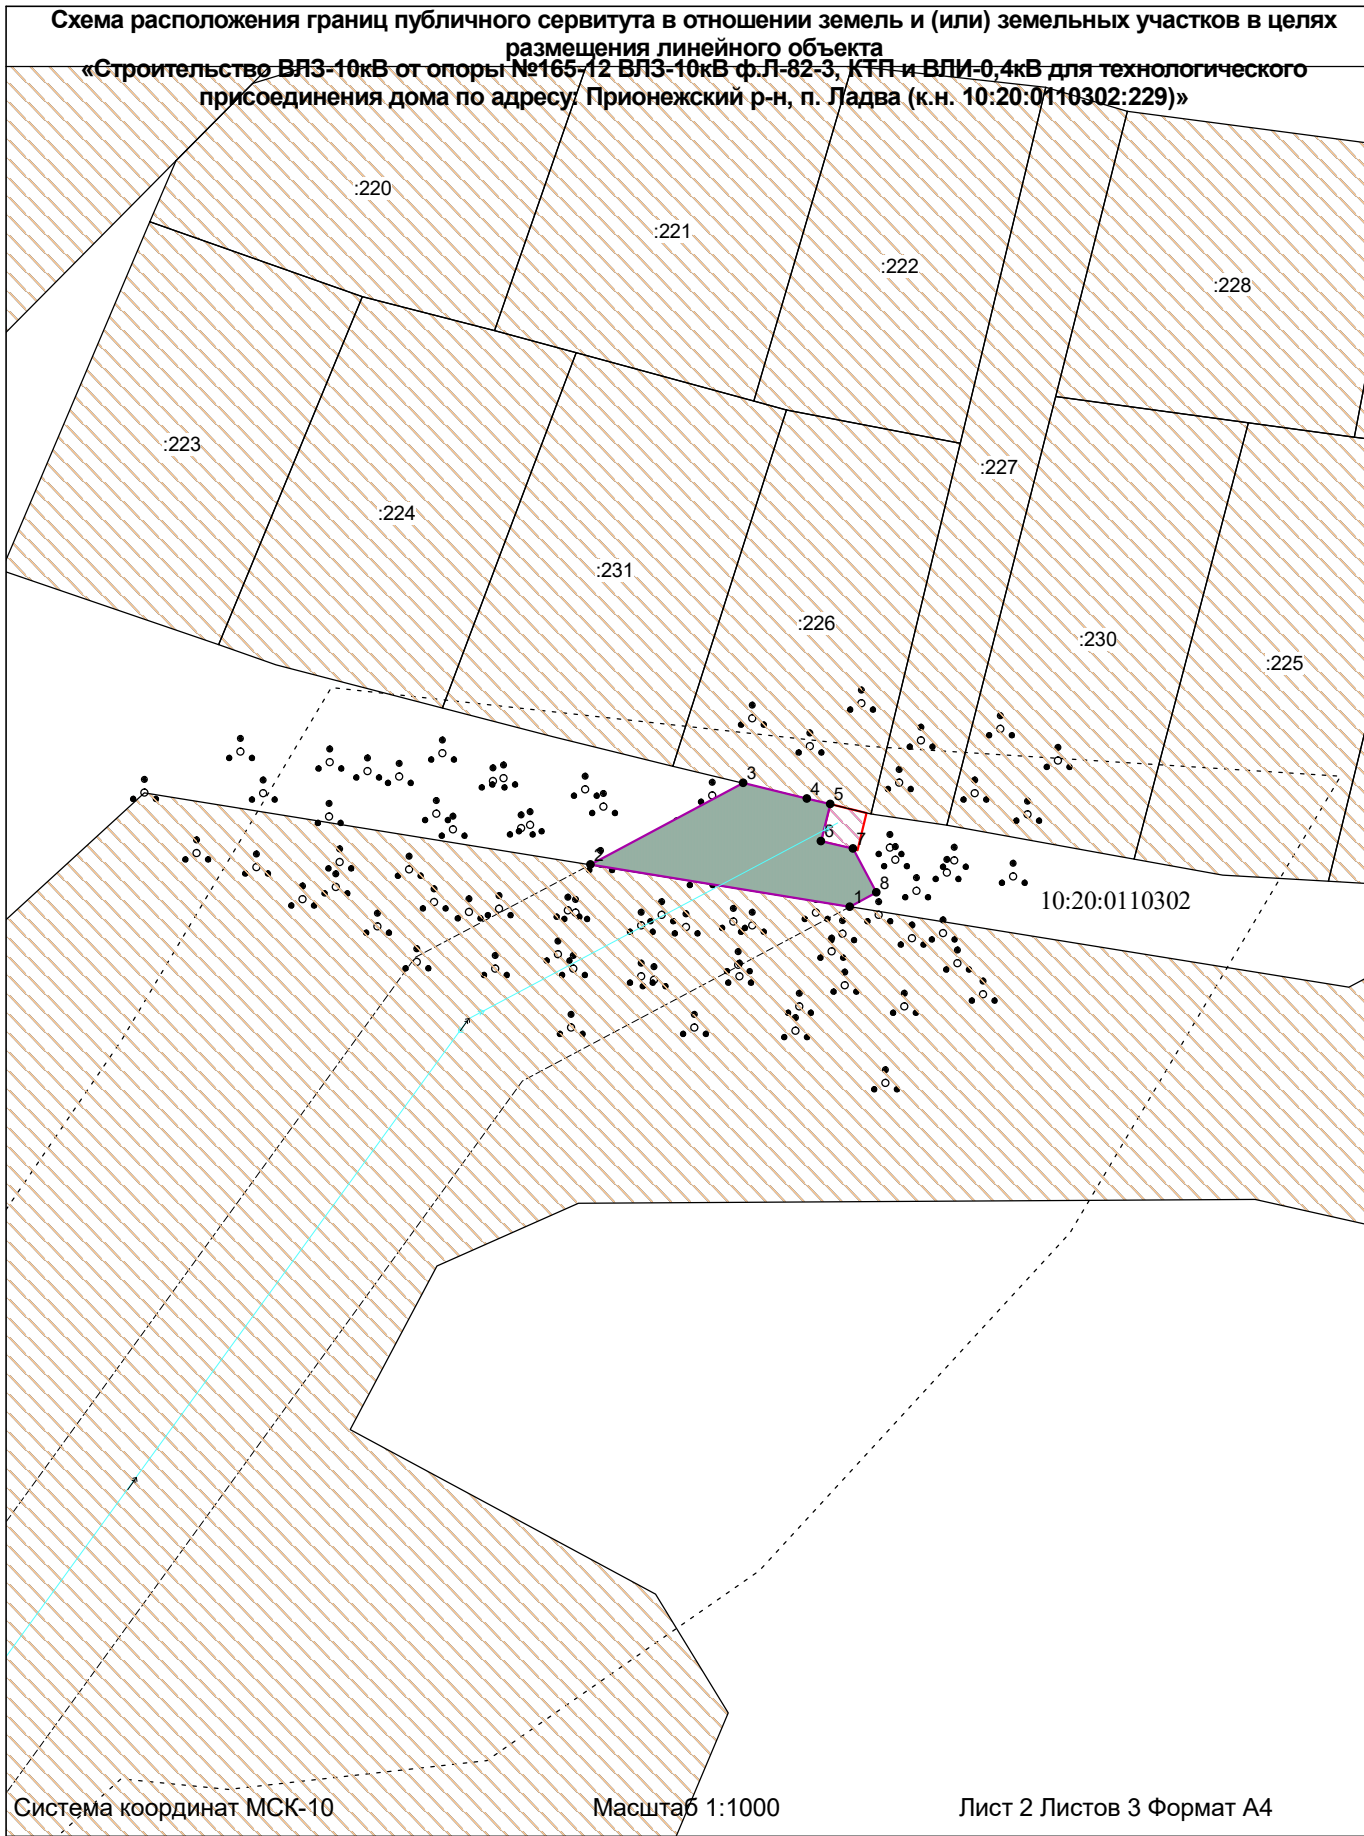 Схема расположения границ публичного сервитута в отношении земель и (или) земельных участков в целях
размещения линейного объекта
«Строительство ВЛЗ-10кВ от опоры №165-12 ВЛЗ-10кВ ф.Л-82-3, КТП и ВЛИ-0,4кВ для технологического
присоединения дома по адресу: Прионежский р-н, п. Ладва (к.н. 10:20:0110302:229)»
:220
:221
:222
:228
:223
:227
:224
:231
:226
:230
:225
3
4
5
6
7
2
8
1
10:20:0110302
Система координат МСК-10
Масштаб 1:1000
Лист 2 Листов 3 Формат А4